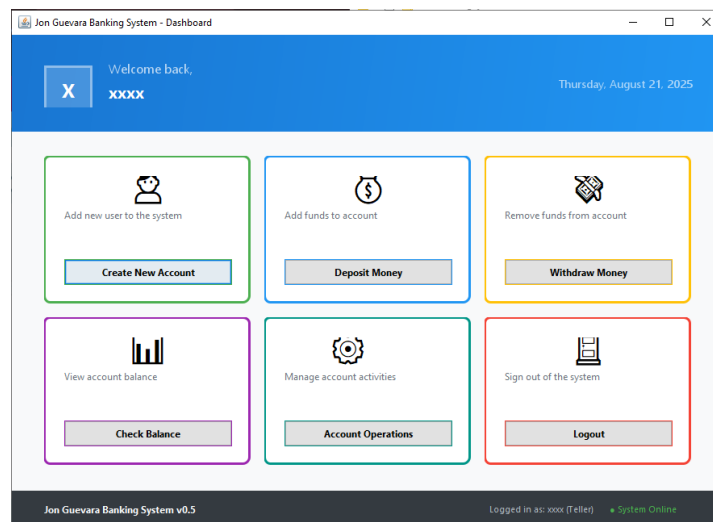 Jon Guevara Banking System - Dashboard
X
Welcome back,
xxxx
Thursday, August 21, 2025
Add new user to the system
Create New Account
$
Add funds to account
Deposit Money
Remove funds from account
Withdraw Money
View account balance
Check Balance
Manage account activities
Account Operations
Sign out of the system
Logout
Jon Guevara Banking System v0.5
Logged in as: xxxx (Teller)
● System Online